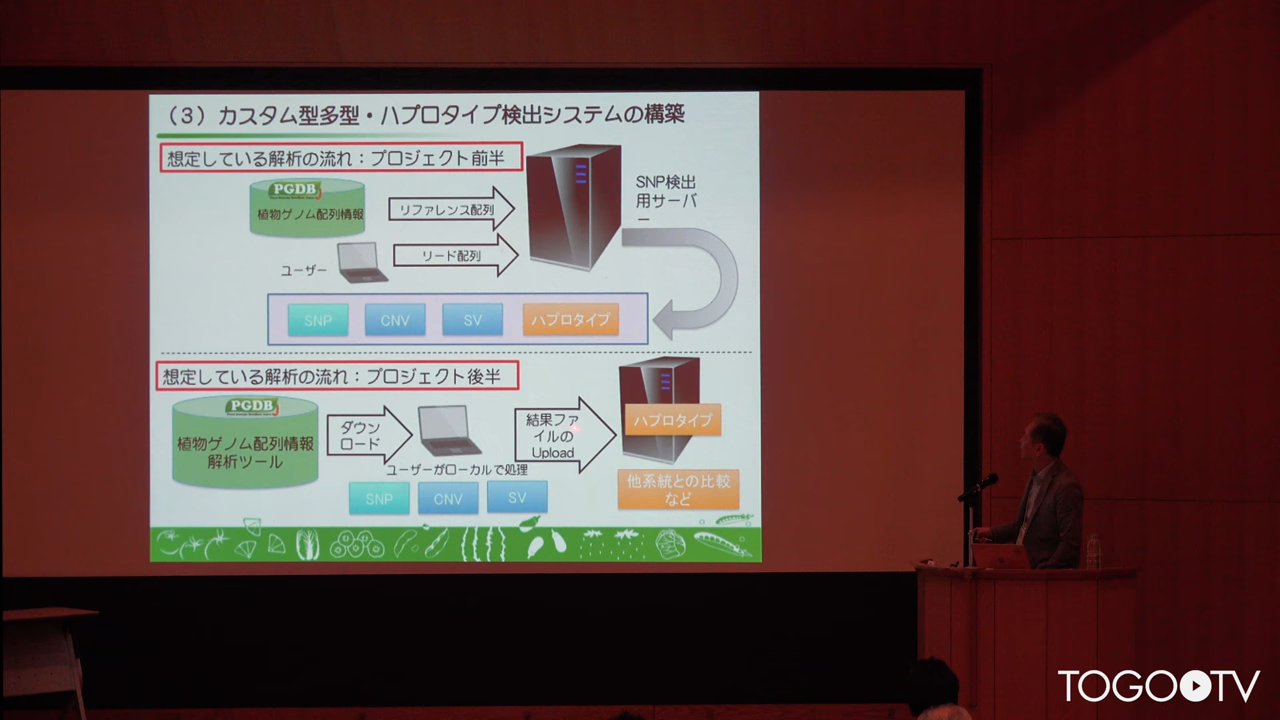 （3）カスタム型多型・ハプロタイプ検出システムの構築
想定している解析の流れ：プロジェクト前半
PGDB
植物ゲノム配列情報
リファレンス配列
SNP検出
用サーバ
ー
ユーザー
リード配列
SNP
CNV
SV
ハプロタイプ
想定している解析の流れ：プロジェクト後半
PGDB
植物ゲノム配列情報
解析ツール
ダウン
ロード
結果ファ
イルの
Upload
ハプロタイプ
ユーザーがローカルで処理
SNP
CNV
SV
他系統との比較
など
TOGOTV